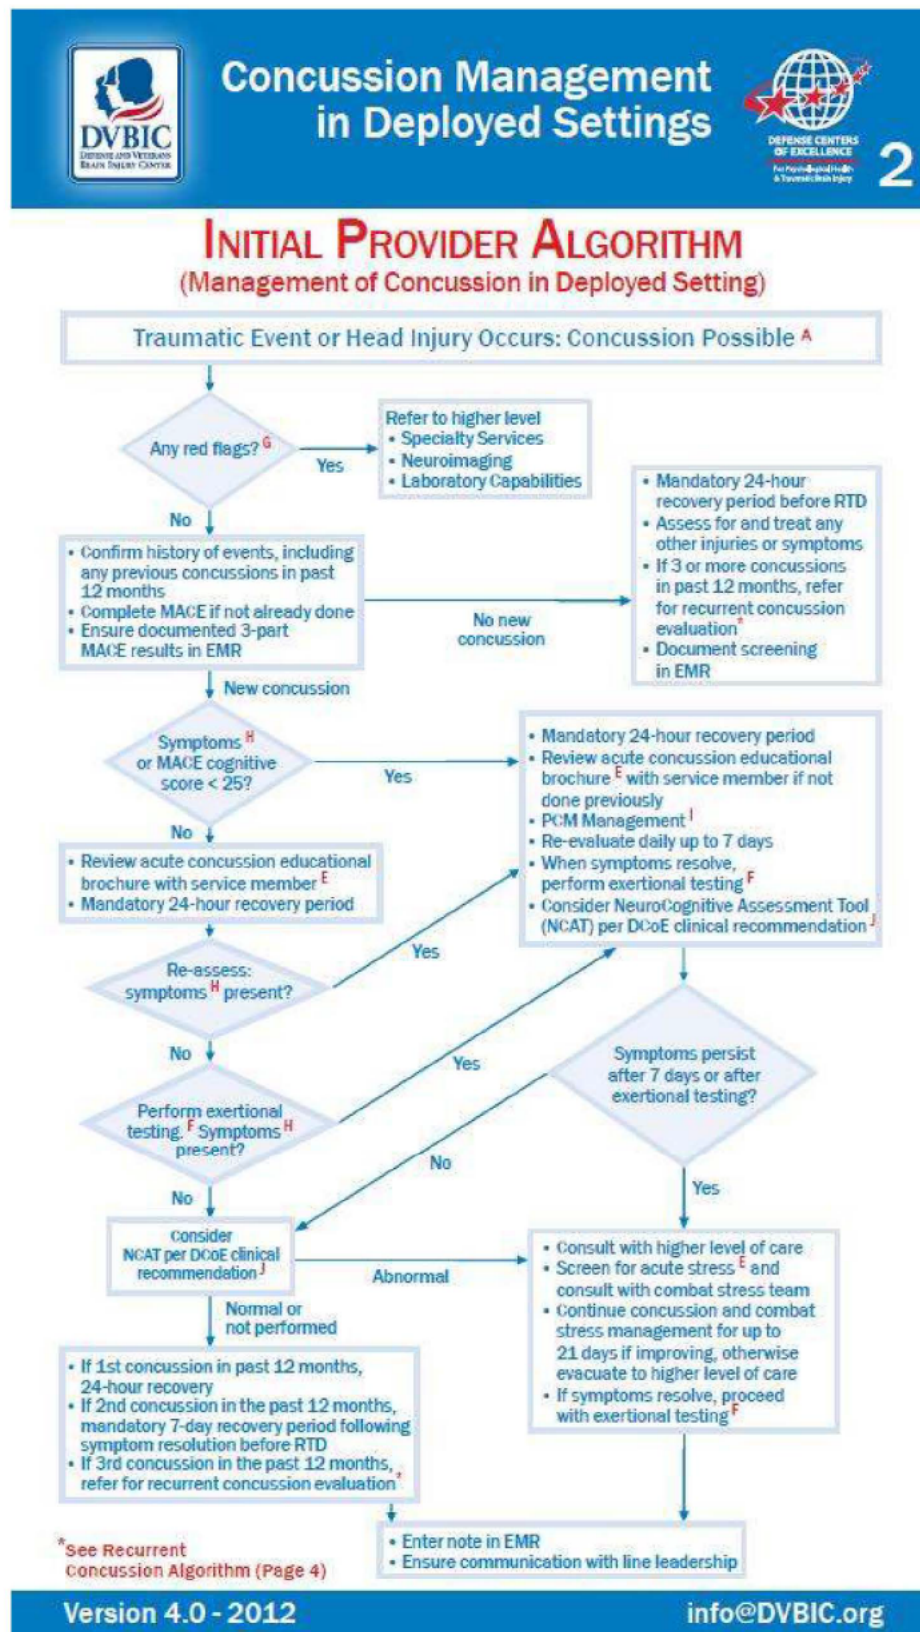 DVBIC
DEFENSE AND VETERANS
BRAIN INJURY CENTER
Concussion Management
in Deployed Settings
DEFENSE CENTERS
OF EXCELLENCE
For Psychological Health
& Traumatic Brain Injury
2
INITIAL PROVIDER ALGORITHM
(Management of Concussion in Deployed Setting)
Traumatic Event or Head Injury Occurs: Concussion Possible A
Any red flags? G
Yes
Refer to higher level
• Specialty Services
• Neuroimaging
• Laboratory Capabilities
No
• Confirm history of events, including
any previous concussions in past
12 months
• Complete MACE if not already done
• Ensure documented 3-part
MACE results in EMR
No new
concussion
• Mandatory 24-hour
recovery period before RTD
• Assess for and treat any
other injuries or symptoms
• If 3 or more concussions
in past 12 months, refer
for recurrent concussion
evaluation*
• Document screening
in EMR
New concussion
Symptoms H
or MACE cognitive
score < 25?
Yes
• Mandatory 24-hour recovery period
• Review acute concussion educational
brochure E with service member if not
done previously
• PCM Management I
• Re-evaluate daily up to 7 days
• When symptoms resolve,
perform exertional testing F
• Consider NeuroCognitive Assessment Tool
(NCAT) per DCoE clinical recommendation J
No
• Review acute concussion educational
brochure with service member E
• Mandatory 24-hour recovery period
Yes
Re-assess:
symptoms H present?
No
Yes
Symptoms persist
after 7 days or after
exertional testing?
Perform exertional
testing. F Symptoms H
present?
No
No
Yes
Consider
NCAT per DCoE clinical
recommendation J
Abnormal
• Consult with higher level of care
• Screen for acute stress E and
consult with combat stress team
• Continue concussion and combat
stress management for up to
21 days if improving, otherwise
evacuate to higher level of care
• If symptoms resolve, proceed
with exertional testing F
Normal or
not performed
• If 1st concussion in past 12 months,
24-hour recovery
• If 2nd concussion in the past 12 months,
mandatory 7-day recovery period following
symptom resolution before RTD
• If 3rd concussion in the past 12 months,
refer for recurrent concussion evaluation*
• Enter note in EMR
• Ensure communication with line leadership
*See Recurrent
Concussion Algorithm (Page 4)
Version 4.0 - 2012
info@DVBIC.org